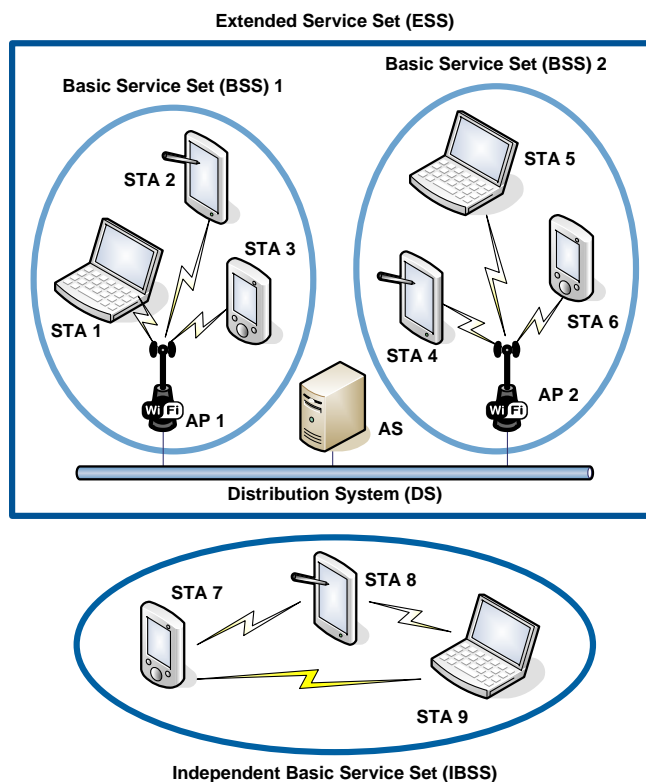 Extended Service Set (ESS)
Basic Service Set (BSS) 1
Basic Service Set (BSS) 2
STA 5
STA 2
STA 3
STA 1
STA 6
STA 4
Wi Fi
AP 1
AS
Wi Fi
AP 2
Distribution System (DS)
STA 7
STA 8
STA 9
Independent Basic Service Set (IBSS)